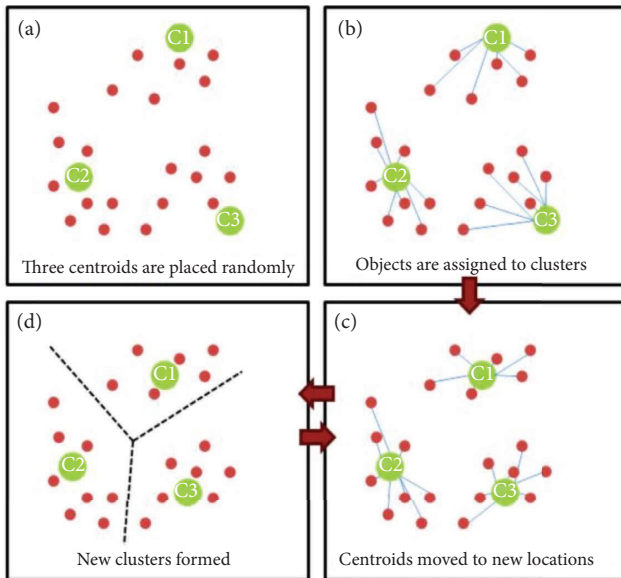 (a)
C1
C2
C3
Three centroids are placed randomly
(b)
C1
C2
C3
Objects are assigned to clusters
(d)
C1
C2
C3
New clusters formed
(c)
C1
C2
C3
Centroids moved to new locations